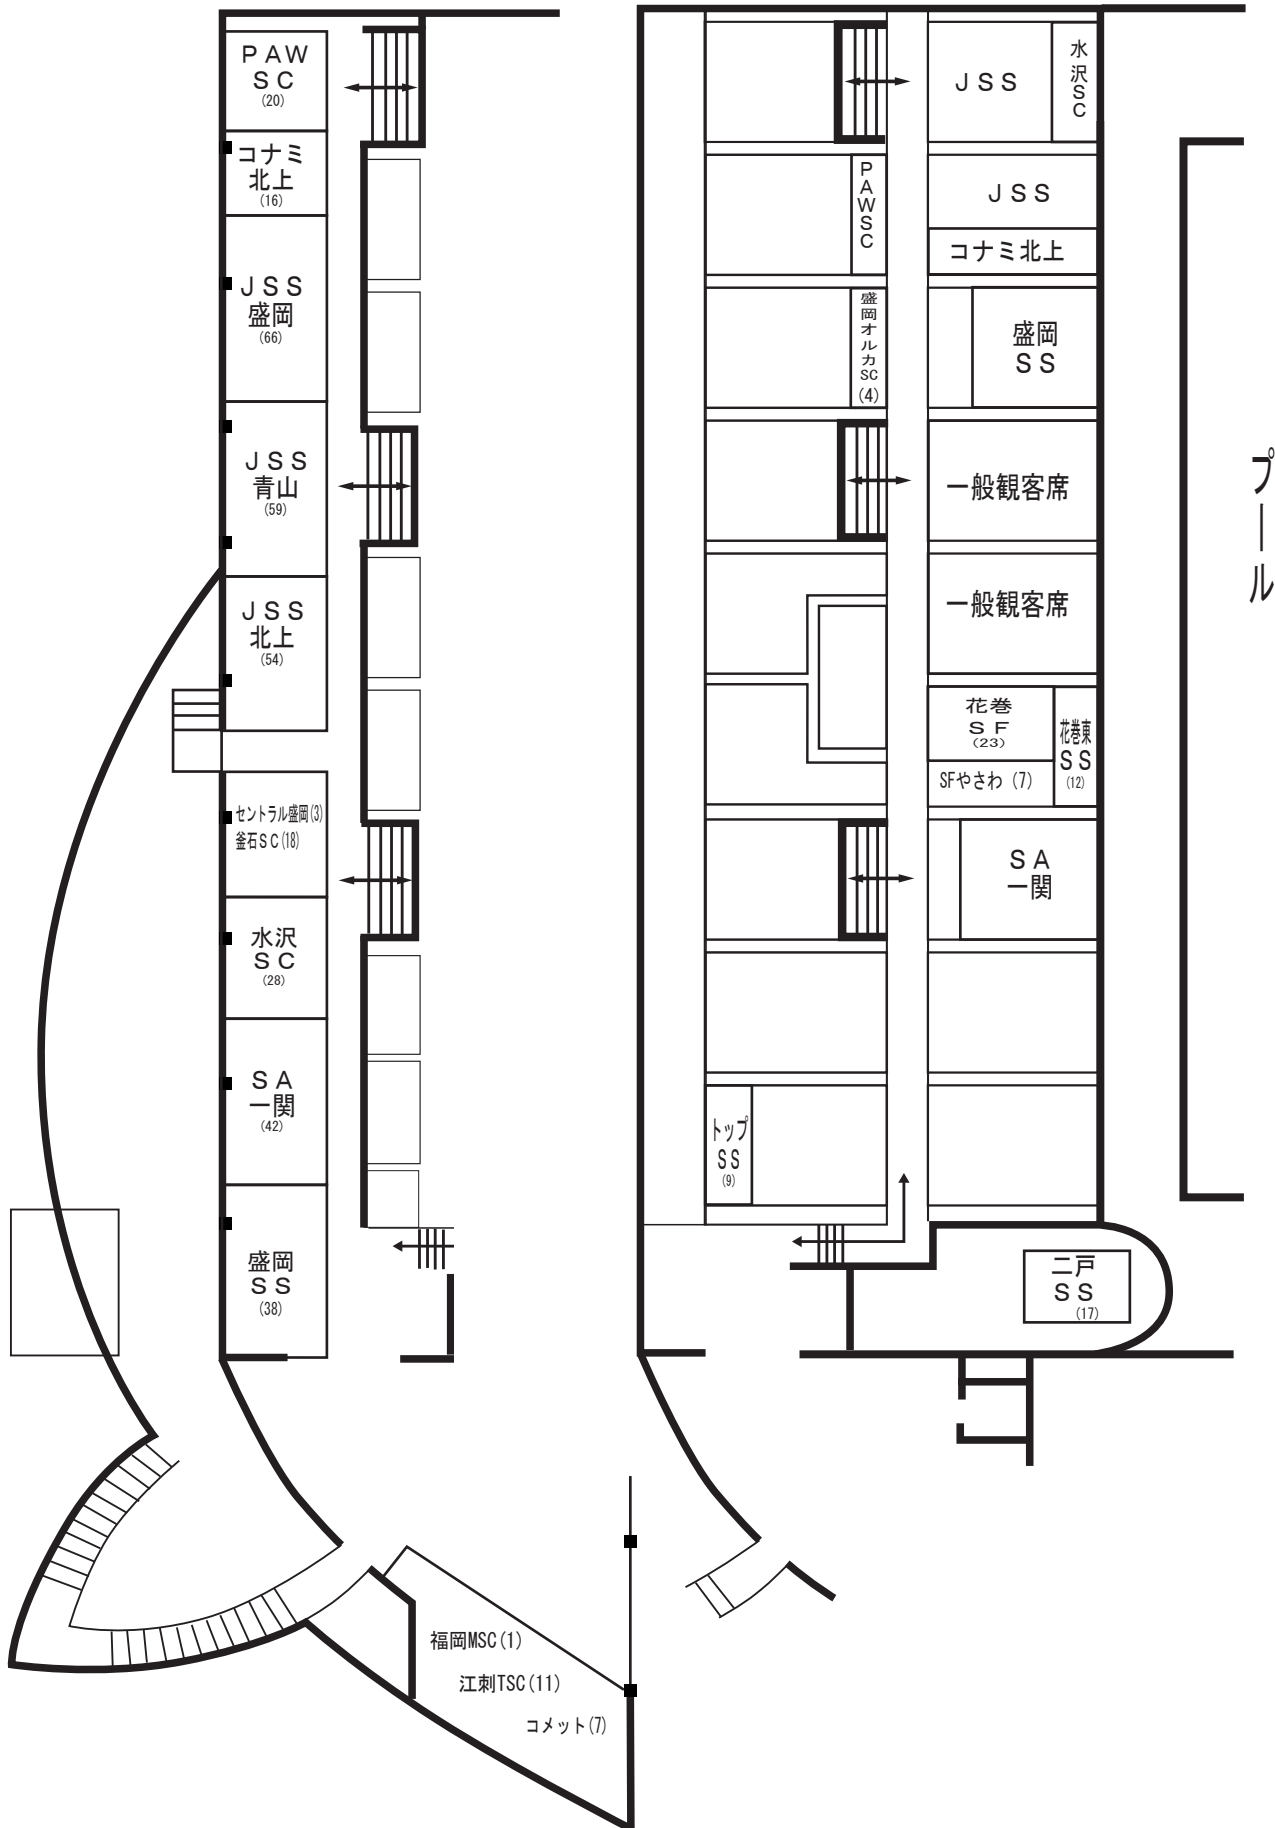 ＰＡＷ
ＳＣ
(20)
コナミ
北上
(16)
ＪＳＳ
盛岡
(66)
ＪＳＳ
青山
(59)
ＪＳＳ
北上
(54)
セントラル盛岡(3)
釜石ＳＣ(18)
水沢
ＳＣ
(28)
ＳＡ
一関
(42)
盛岡
ＳＳ
(38)
福岡MSC(1)
江刺TSC(11)
コメット(7)
ＪＳＳ
水沢SC
PAWSC
ＪＳＳ
コナミ北上
盛岡オルカSC
(4)
盛岡
ＳＳ
一般観客席
一般観客席
花巻
ＳＦ
(23)
花巻東
ＳＳ
(12)
SFやさわ (7)
ＳＡ
一関
トップ
ＳＳ
(9)
二戸
ＳＳ
(17)
プール